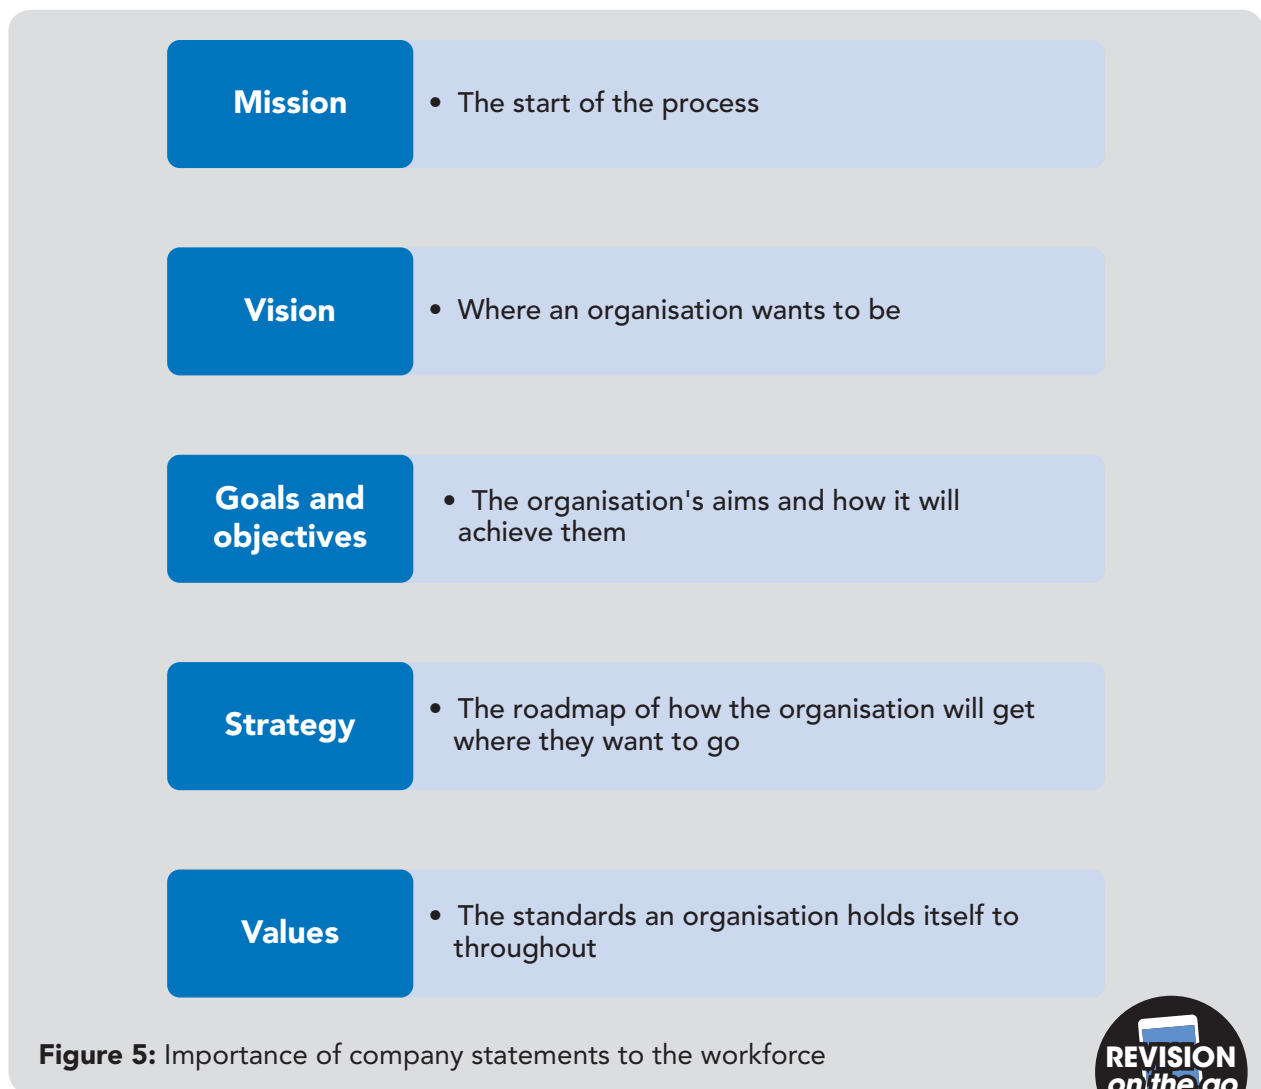 Mission
• The start of the process
Vision
• Where an organisation wants to be
Goals and
objectives
• The organisation's aims and how it will
achieve them
Strategy
• The roadmap of how the organisation will get
where they want to go
Values
• The standards an organisation holds itself to
throughout
Figure 5: Importance of company statements to the workforce
REVISION
on the go